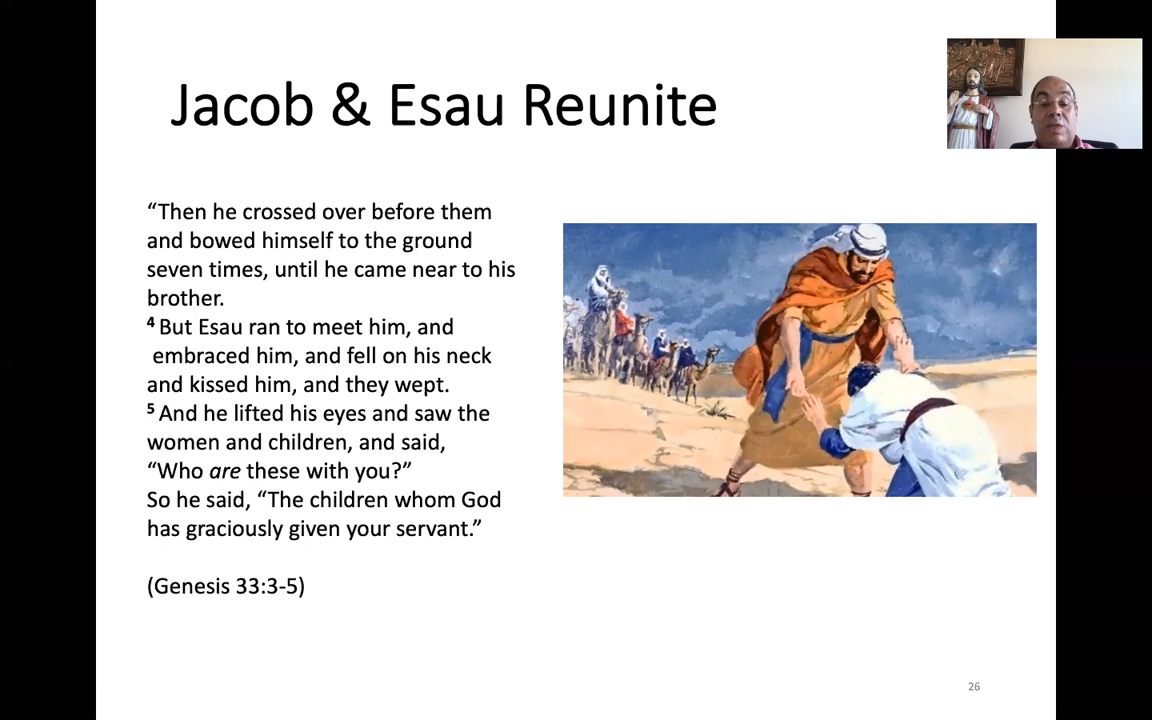 Jacob & Esau Reunite
“Then he crossed over before them
and bowed himself to the ground
seven times, until he came near to his
brother.
4 But Esau ran to meet him, and
embraced him, and fell on his neck
and kissed him, and they wept.
5 And he lifted his eyes and saw the
women and children, and said,
“Who are these with you?”
So he said, “The children whom God
has graciously given your servant.”
(Genesis 33:3-5)
26